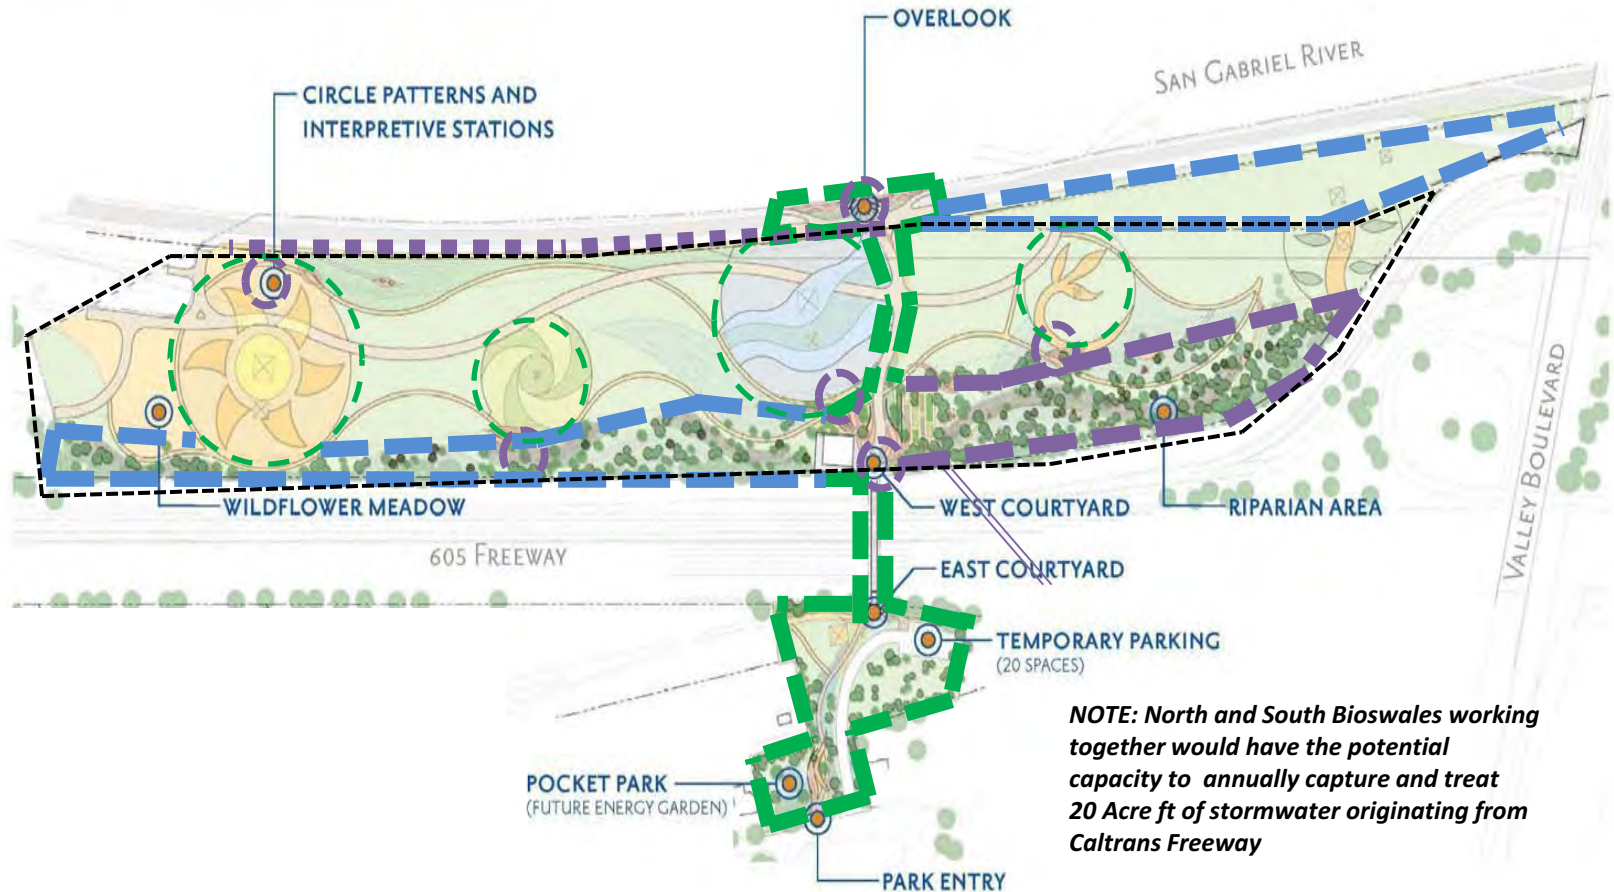 OVERLOOK
SAN GABRIEL RIVER
CIRCLE PATTERNS AND
INTERPRETIVE STATIONS
VALLEY BOULEVARD
WILDFLOWER MEADOW
WEST COURTYARD
RIPARIAN AREA
605 FREEWAY
EAST COURTYARD
TEMPORARY PARKING
(20 SPACES)
NOTE: North and South Bioswales working
together would have the potential
capacity to annually capture and treat
20 Acre ft of stormwater originating from
Caltrans Freeway
POCKET PARK
(FUTURE ENERGY GARDEN)
PARK ENTRY